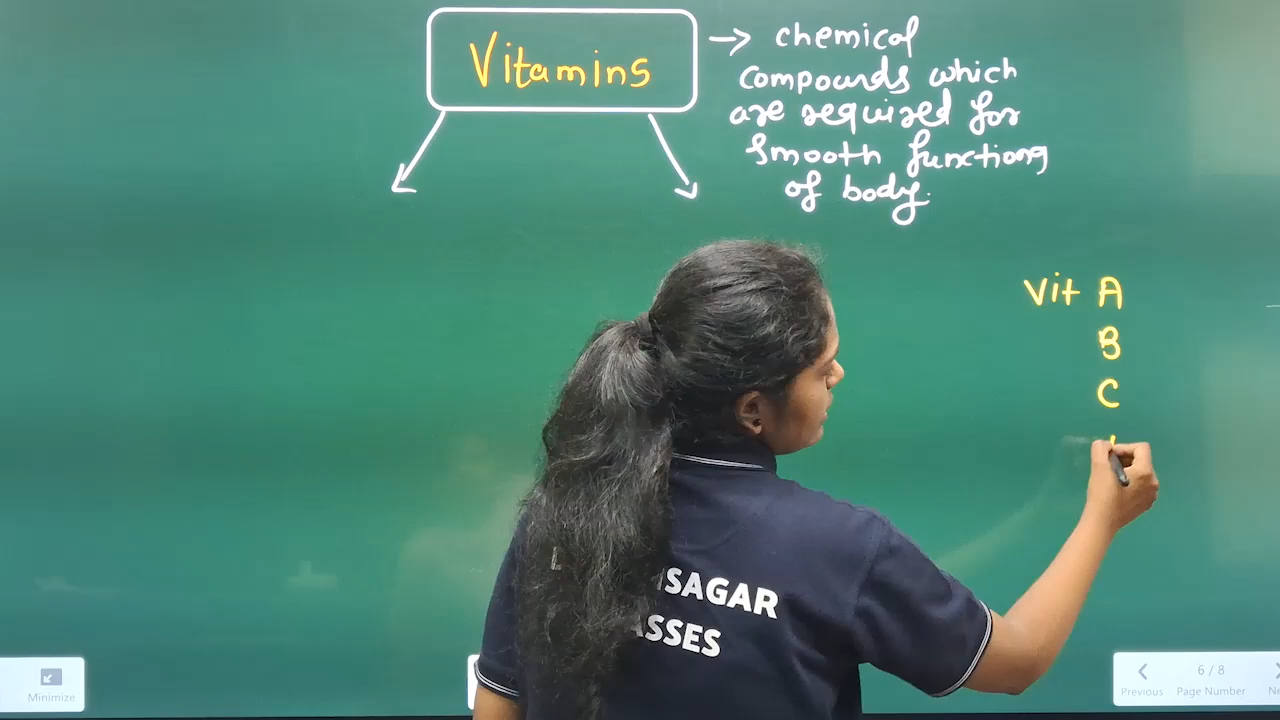 Vitamins → chemical
compounds which
are required for
smooth functiong
of body.
Vit A
B
C
SAGAR
ASSES
Minimize
6 / 8
Previous Page Number